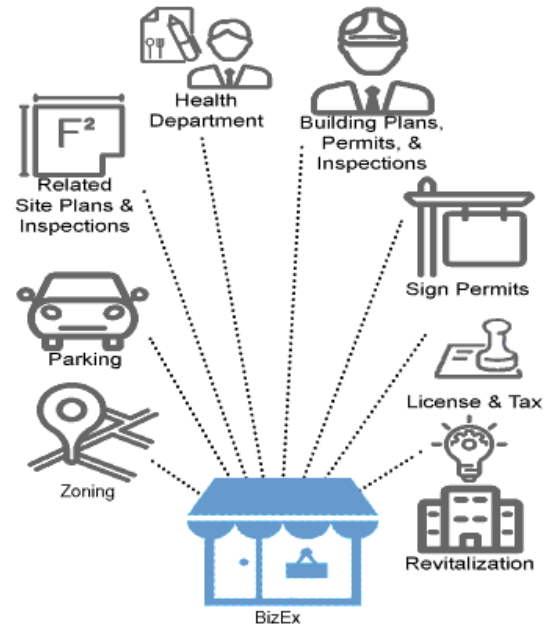 Health
Department
Building Plans,
Permits, &
Inspections
F²
Related
Site Plans &
Inspections
Sign Permits
Parking
License & Tax
Zoning
Revitalization
BizEx